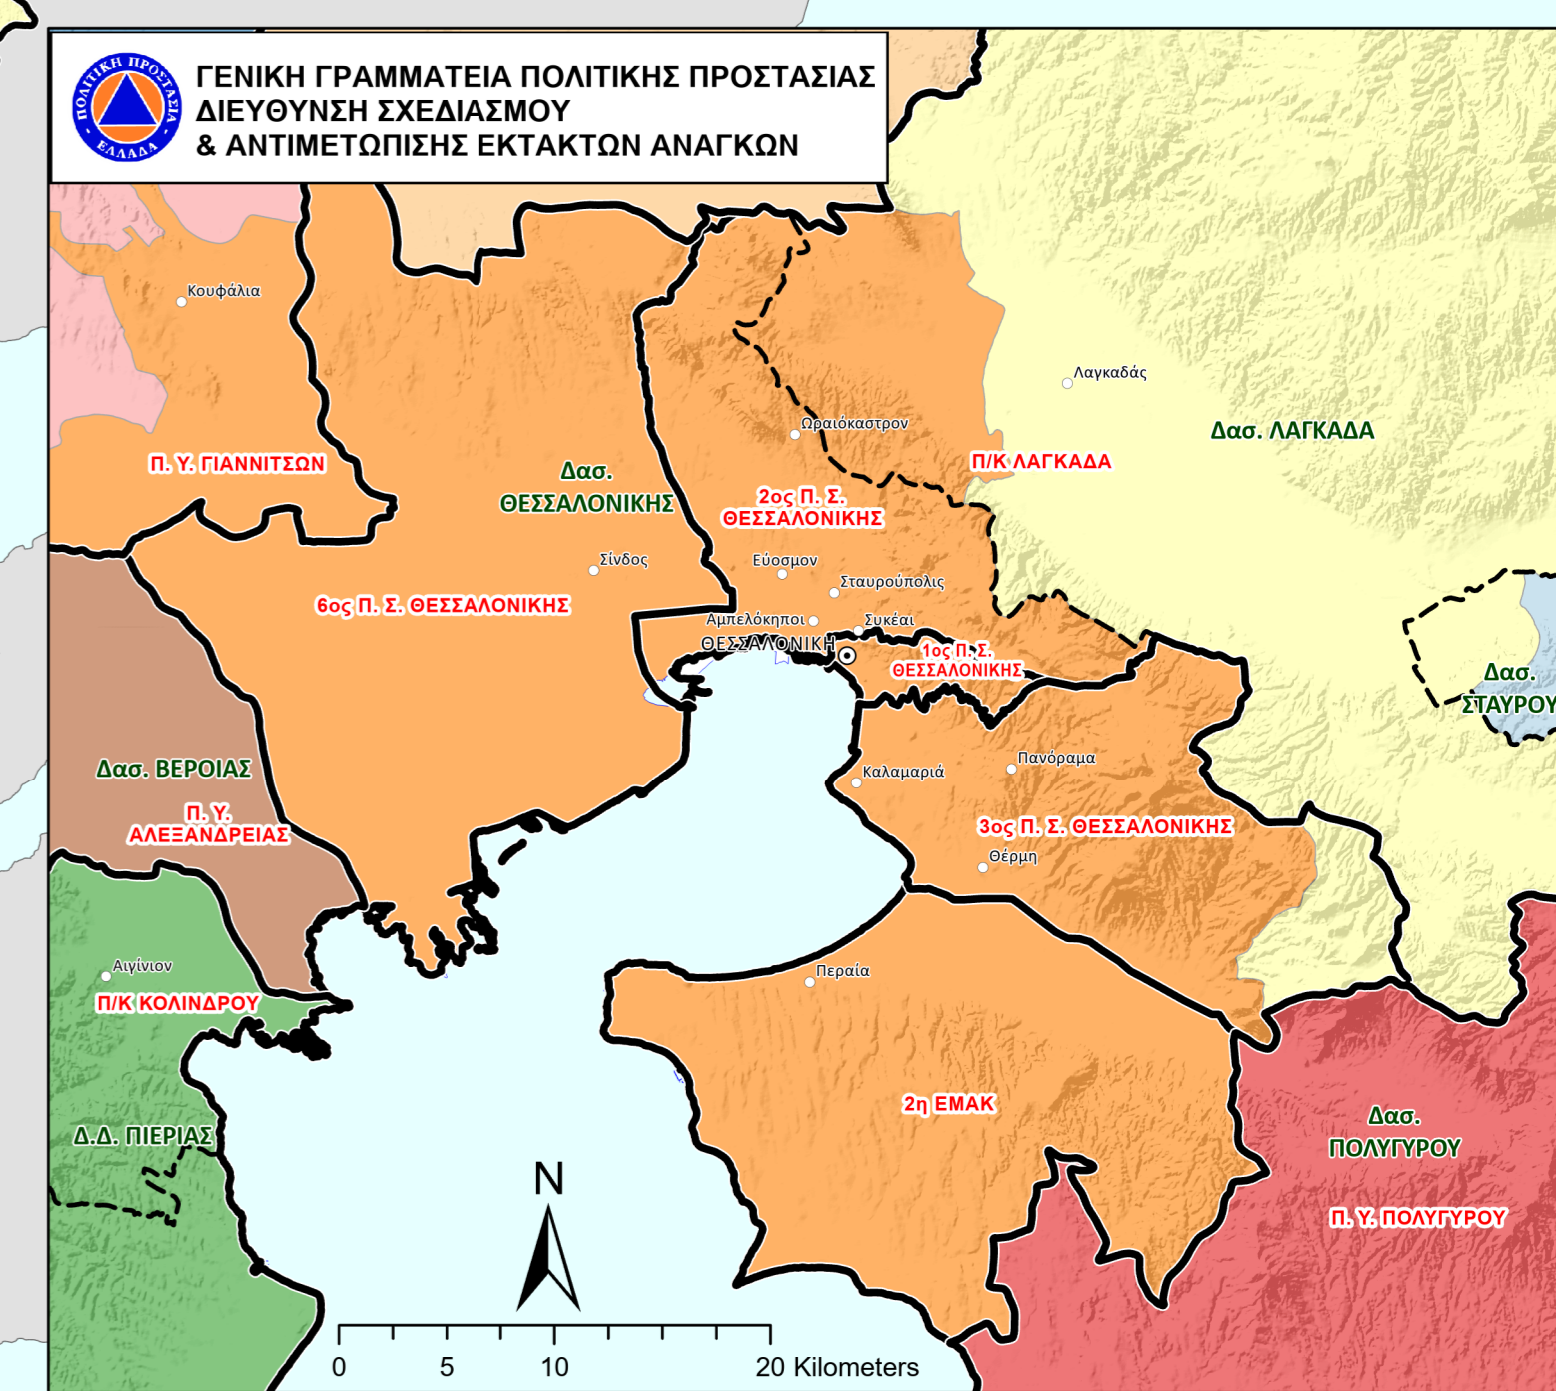 ΠΟΛΙΤΙΚΗ ΠΡΟΣΤΑΣΙΑ
- ΕΛΛΑΔΑ -
ΓΕΝΙΚΗ ΓΡΑΜΜΑΤΕΙΑ ΠΟΛΙΤΙΚΗΣ ΠΡΟΣΤΑΣΙΑΣ
ΔΙΕΥΘΥΝΣΗ ΣΧΕΔΙΑΣΜΟΥ
& ΑΝΤΙΜΕΤΩΠΙΣΗΣ ΕΚΤΑΚΤΩΝ ΑΝΑΓΚΩΝ
Κουφάλια
Λαγκαδάς
Ωραιόκαστρον
Δασ. ΛΑΓΚΑΔΑ
Π. Υ. ΓΙΑΝΝΙΤΣΩΝ
Π/Κ ΛΑΓΚΑΔΑ
Δασ.
ΘΕΣΣΑΛΟΝΙΚΗΣ
2ος Π. Σ.
ΘΕΣΣΑΛΟΝΙΚΗΣ
Σίνδος
Εύοσμον
Σταυρούπολις
6ος Π. Σ. ΘΕΣΣΑΛΟΝΙΚΗΣ
Αμπελόκηποι
Συκέαι
ΘΕΣΣΑΛΟΝΙΚΗ
1ος Π. Σ.
ΘΕΣΣΑΛΟΝΙΚΗΣ
Δασ.
ΣΤΑΥΡΟΥ
Δασ. ΒΕΡΟΙΑΣ
Πανόραμα
Καλαμαριά
Π. Υ.
ΑΛΕΞΑΝΔΡΕΙΑΣ
3ος Π. Σ. ΘΕΣΣΑΛΟΝΙΚΗΣ
Θέρμη
Αιγίνιον
Περαία
Π/Κ ΚΟΛΙΝΔΡΟΥ
2η ΕΜΑΚ
Δ.Δ. ΠΙΕΡΙΑΣ
Δασ.
ΠΟΛΥΓΥΡΟΥ
N
Π. Υ. ΠΟΛΥΓΥΡΟΥ
0 5 10 20 Kilometers